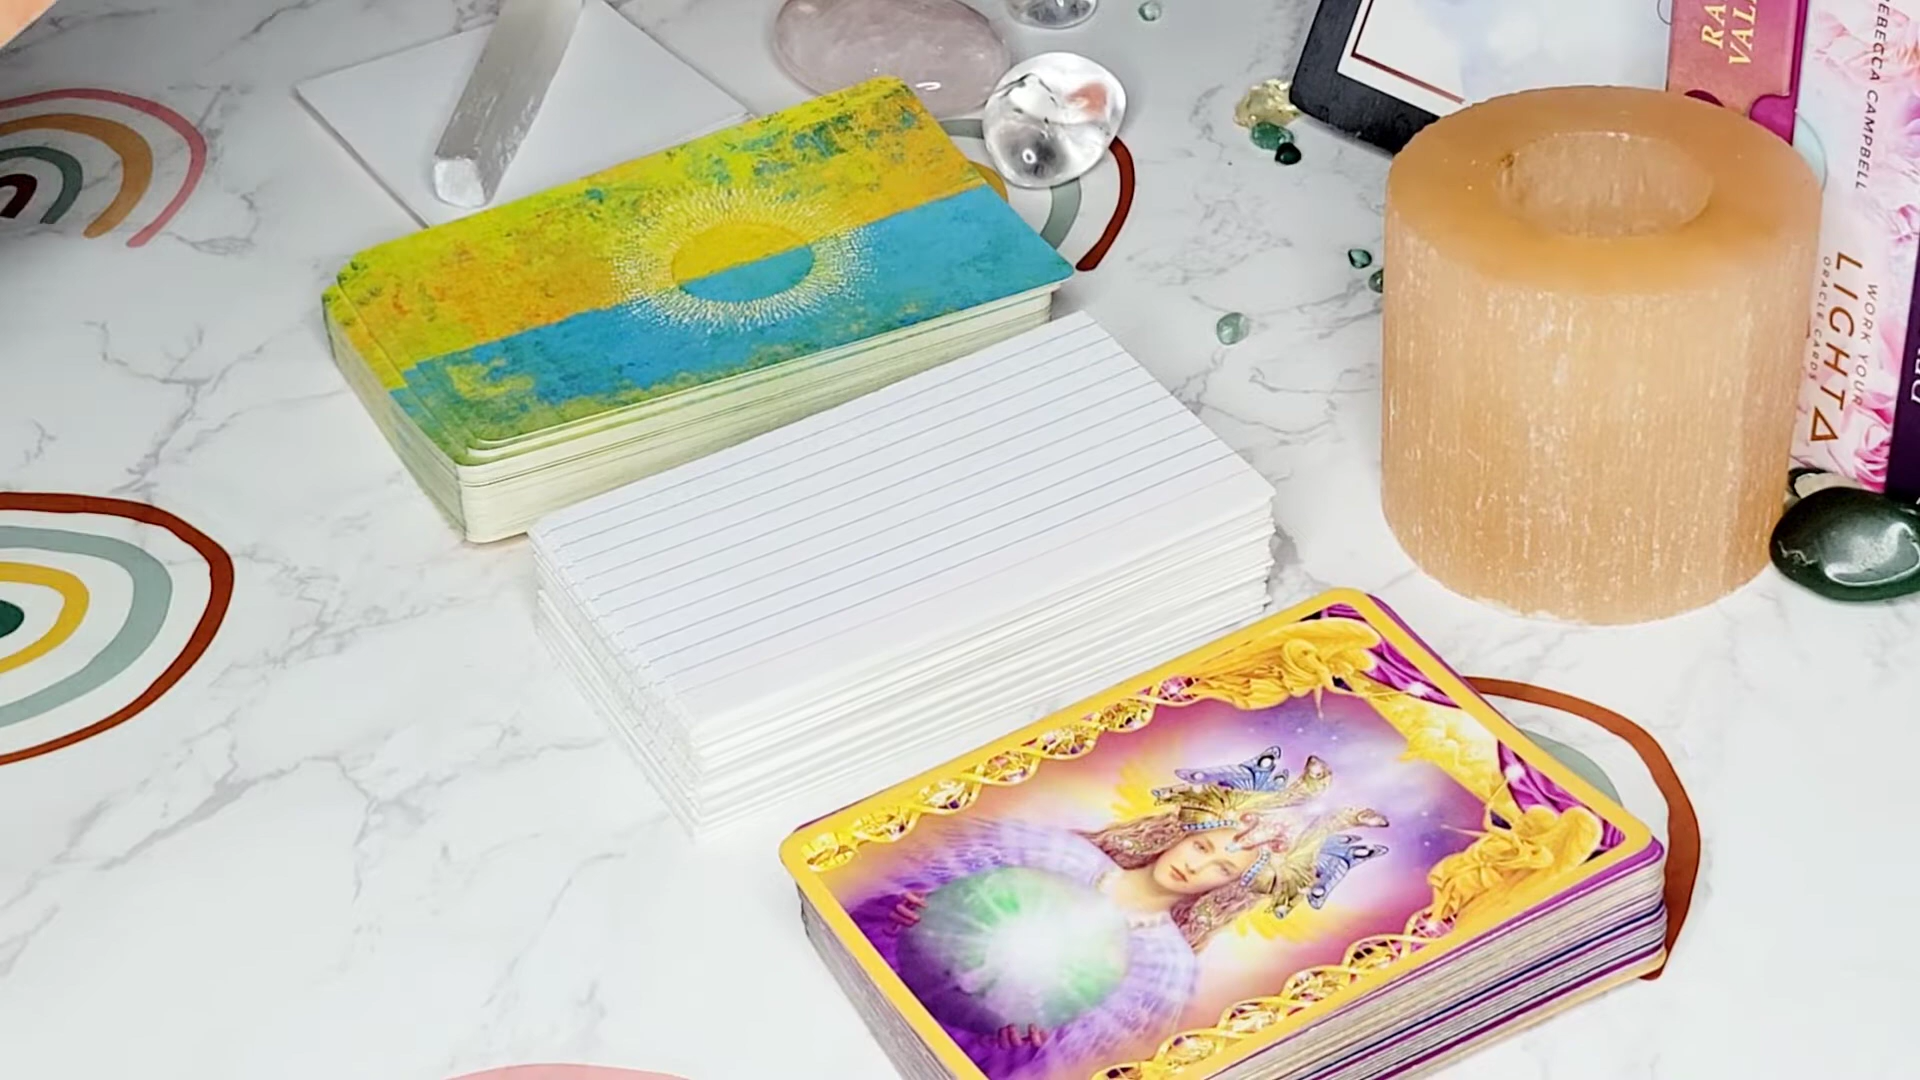 RA
VAL
REBECCA CAMPBELL
WORK YOUR
LIGHT
ORACLE CARDS